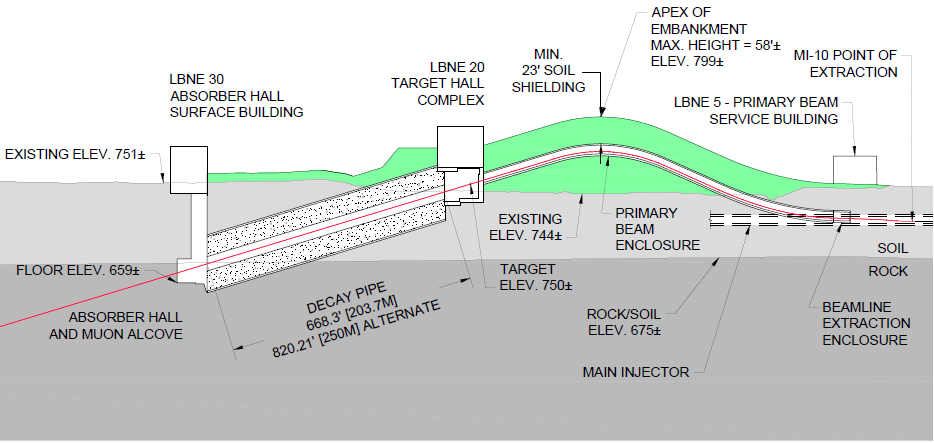 APEX OF
EMBANKMENT
MAX. HEIGHT = 58'±
ELEV. 799±
MIN.
23' SOIL
SHIELDING
MI-10 POINT OF
EXTRACTION
LBNE 20
TARGET HALL
COMPLEX
LBNE 30
ABSORBER HALL
SURFACE BUILDING
LBNE 5 - PRIMARY BEAM
SERVICE BUILDING
EXISTING ELEV. 751±
EXISTING
ELEV. 744±
PRIMARY
BEAM
ENCLOSURE
SOIL
ROCK
FLOOR ELEV. 659±
TARGET
ELEV. 750±
DECAY PIPE
668.3' [203.7M]
820.21' [250M] ALTERNATE
ABSORBER HALL
AND MUON ALCOVE
ROCK/SOIL
ELEV. 675±
BEAMLINE
EXTRACTION
ENCLOSURE
MAIN INJECTOR